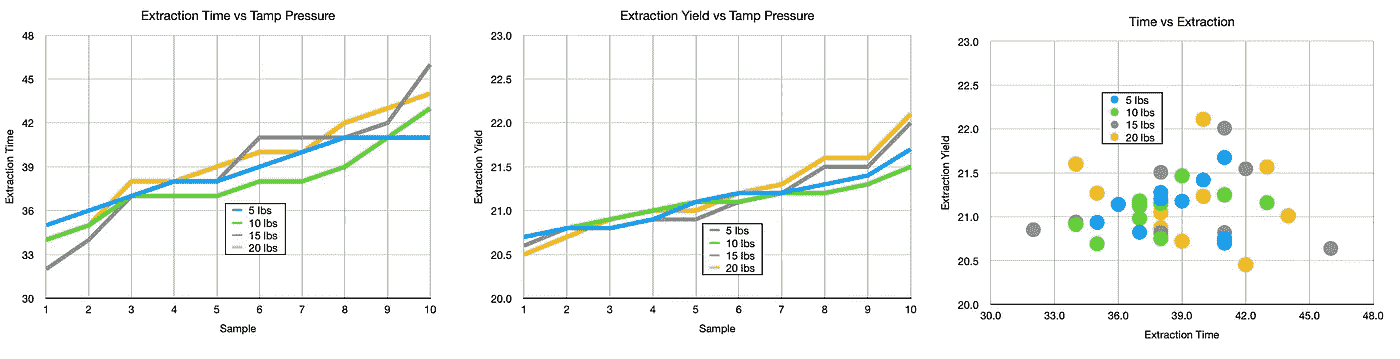 Extraction Time vs Tamp Pressure
48
45
42
39
36
33
30
Extraction Time
5 lbs
10 lbs
15 lbs
20 lbs
1 2 3 4 5 6 7 8 9 10
Sample
Extraction Yield vs Tamp Pressure
23.0
22.5
22.0
21.5
21.0
20.5
20.0
Extraction Yield
5 lbs
10 lbs
15 lbs
20 lbs
1 2 3 4 5 6 7 8 9 10
Sample
Time vs Extraction
23.0
22.5
22.0
21.5
21.0
20.5
20.0
Extraction Yield
5 lbs
10 lbs
15 lbs
20 lbs
30.0 33.0 36.0 39.0 42.0 45.0 48.0
Extraction Time